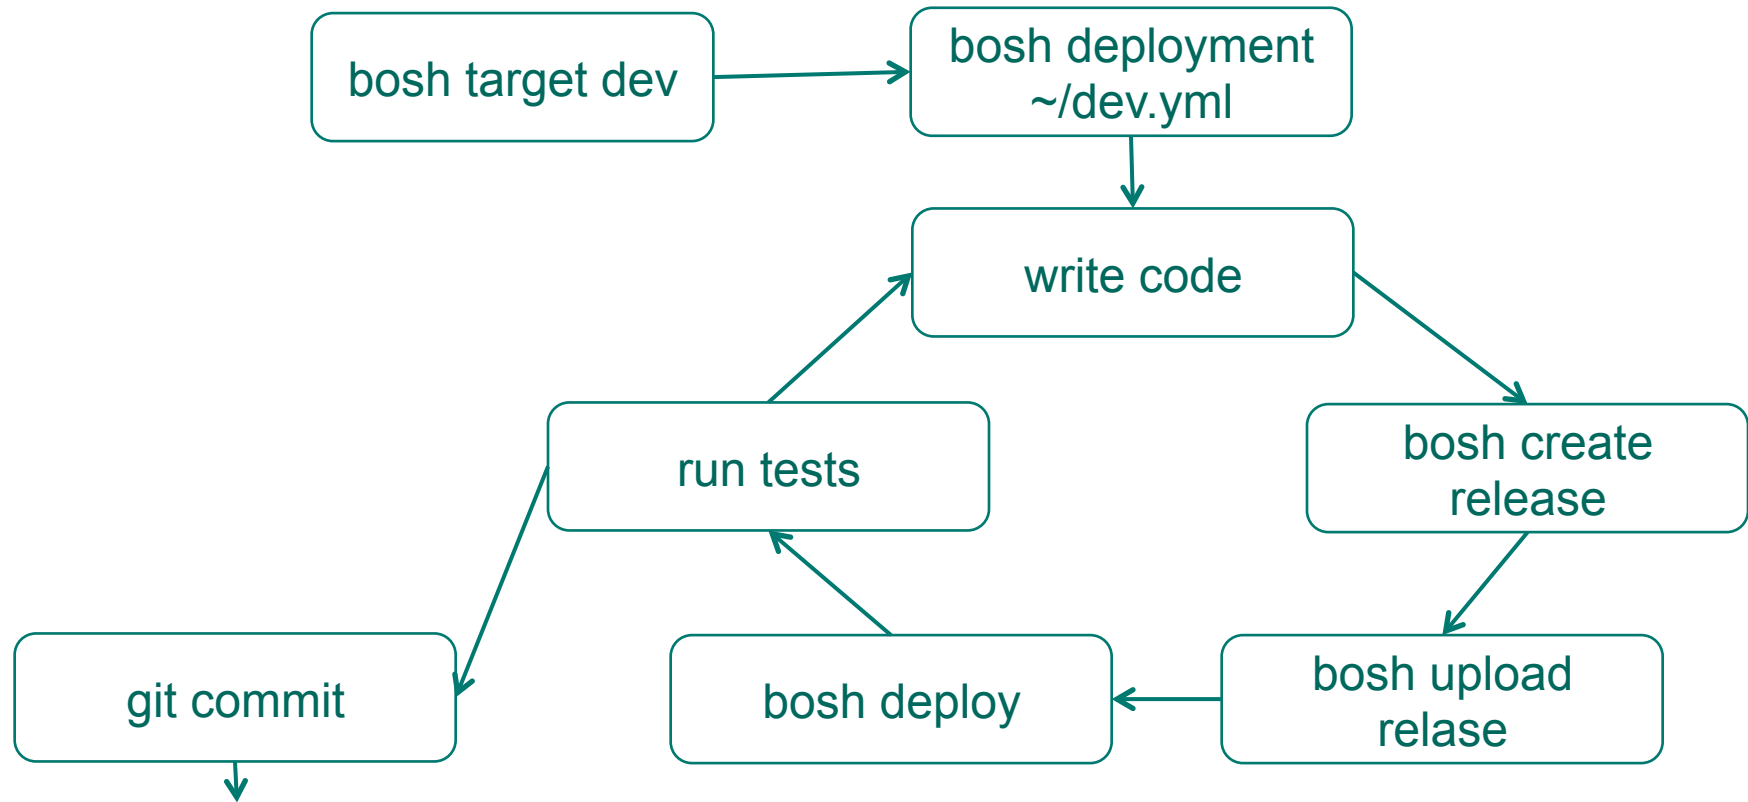 bosh target dev
bosh deployment
~/dev.yml
write code
bosh create
release
run tests
git commit
bosh deploy
bosh upload
relase